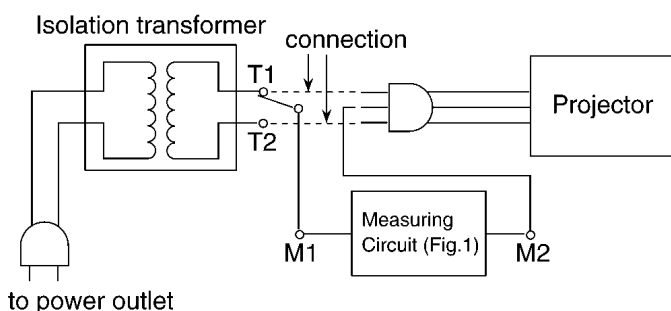 Isolation transformer
connection
T1
T2
Projector
Measuring
Circuit (Fig.1)
M1
M2
to power outlet